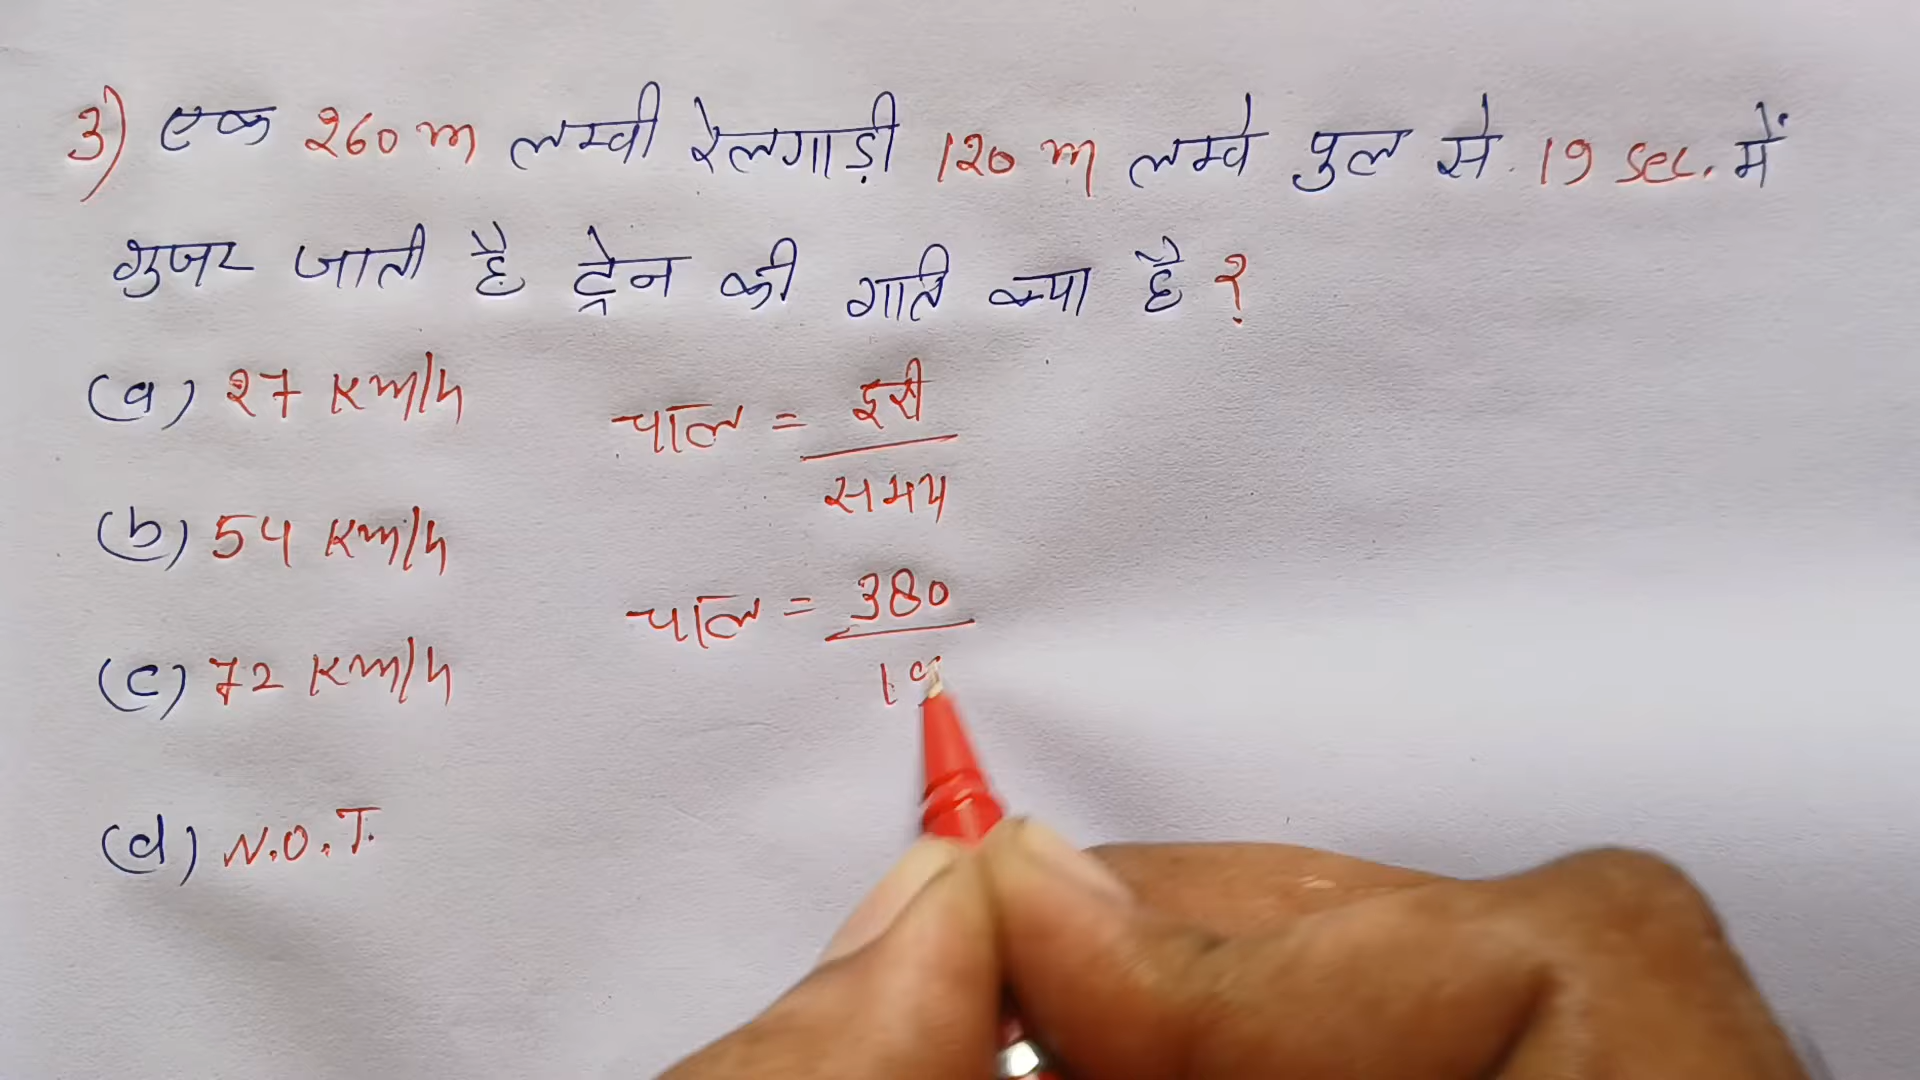 3) एक 260 m लम्बी रेलगाड़ी 120 m लम्बे पुल से 19 sec. में
गुजर जाती है ट्रेन की गति क्या है ?
(a) 27 km/h
(b) 54 km/h
(c) 72 km/h
(d) N.O.T.
चाल = दूरी
समय
चाल = 380
19